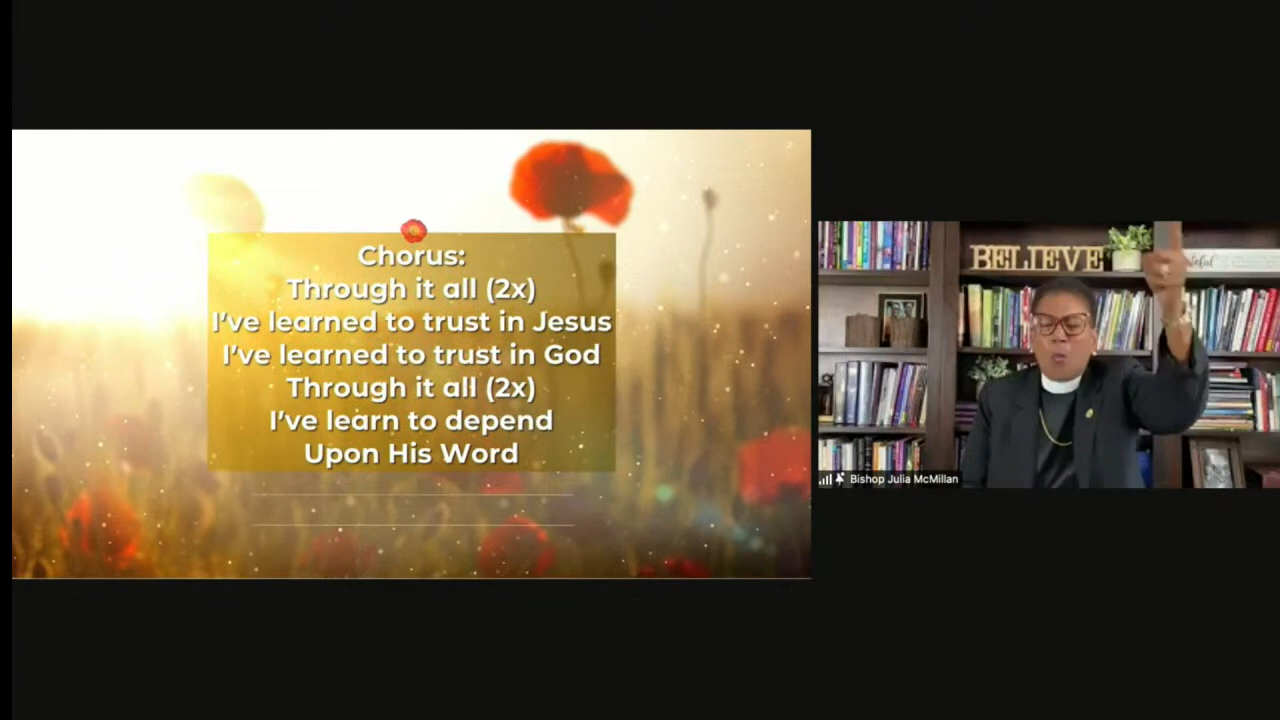 Chorus:
Through it all (2x)
I've learned to trust in Jesus
I've learned to trust in God
Through it all (2x)
I've learn to depend
Upon His Word
BELIEVE
Bishop Julia McMillan